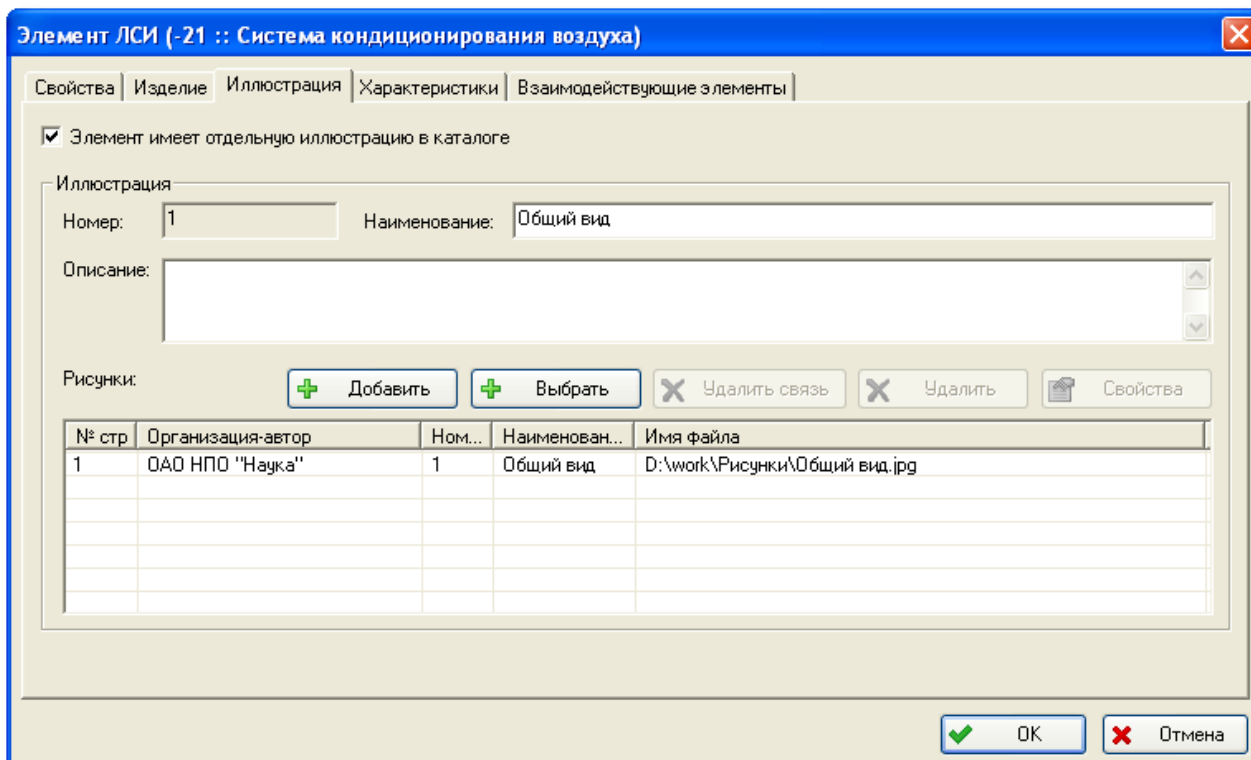 Элемент ЛСИ (-21 :: Система кондиционирования воздуха)
Свойства Изделие Иллюстрация Характеристики Взаимодействующие элементы
Элемент имеет отдельную иллюстрацию в каталоге
Иллюстрация
Номер: 1 Наименование: Общий вид
Описание:
Рисунки: Добавить Выбрать Удалить связь Удалить Свойства
№ стр Организация-автор Ном... Наименован... Имя файла
1 ОАО НПО "Наука" 1 Общий вид D:\work\Рисунки\Общий вид.jpg
OK Отмена